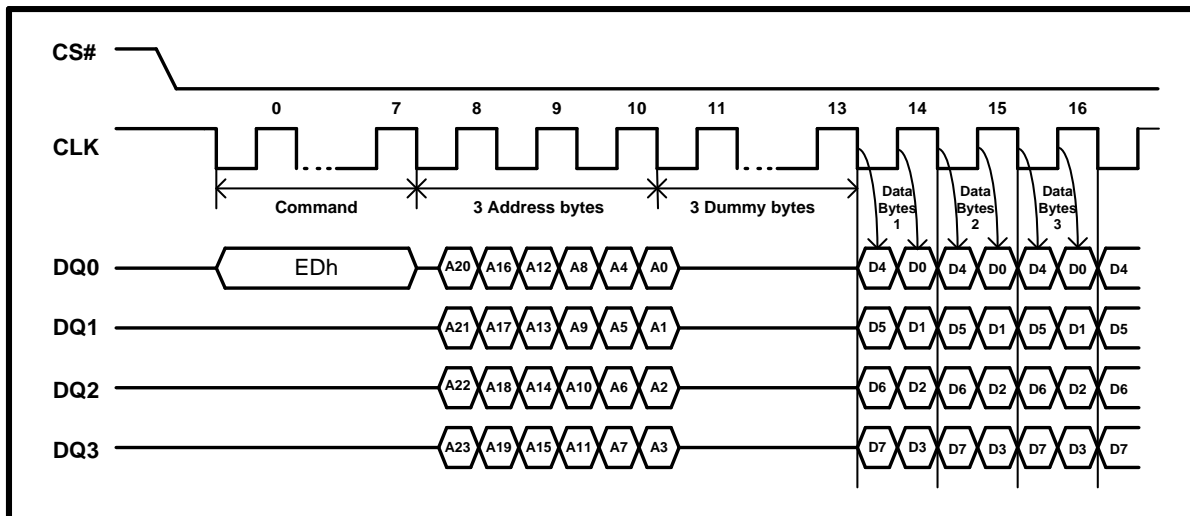 CS#
0 7 8 9 10 11 13 14 15 16
CLK
Command 3 Address bytes 3 Dummy bytes
Data Bytes 1
Data Bytes 2
Data Bytes 3
DQ0 EDh A20 A16 A12 A8 A4 A0 D4 D0 D4 D0 D4 D0 D4
DQ1 A21 A17 A13 A9 A5 A1 D5 D1 D5 D1 D5 D1 D5
DQ2 A22 A18 A14 A10 A6 A2 D6 D2 D6 D2 D6 D2 D6
DQ3 A23 A19 A15 A11 A7 A3 D7 D3 D7 D3 D7 D3 D7